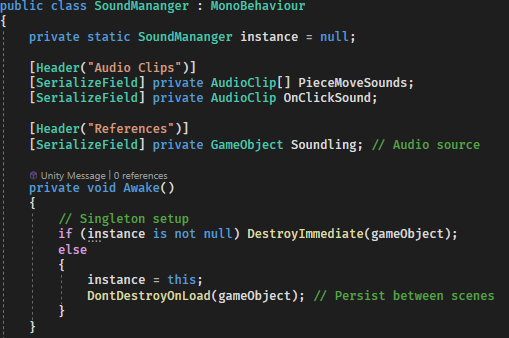 public class SoundMananger : MonoBehaviour
{
private static SoundMananger instance = null;
[Header("Audio Clips")]
[SerializeField] private AudioClip[] PieceMoveSounds;
[SerializeField] private AudioClip OnClickSound;
[Header("References")]
[SerializeField] private GameObject Soundling; // Audio source
Unity Message | 0 references
private void Awake()
{
// Singleton setup
if (instance is not null) DestroyImmediate(gameObject);
else
{
instance = this;
DontDestroyOnLoad(gameObject); // Persist between scenes
}
}